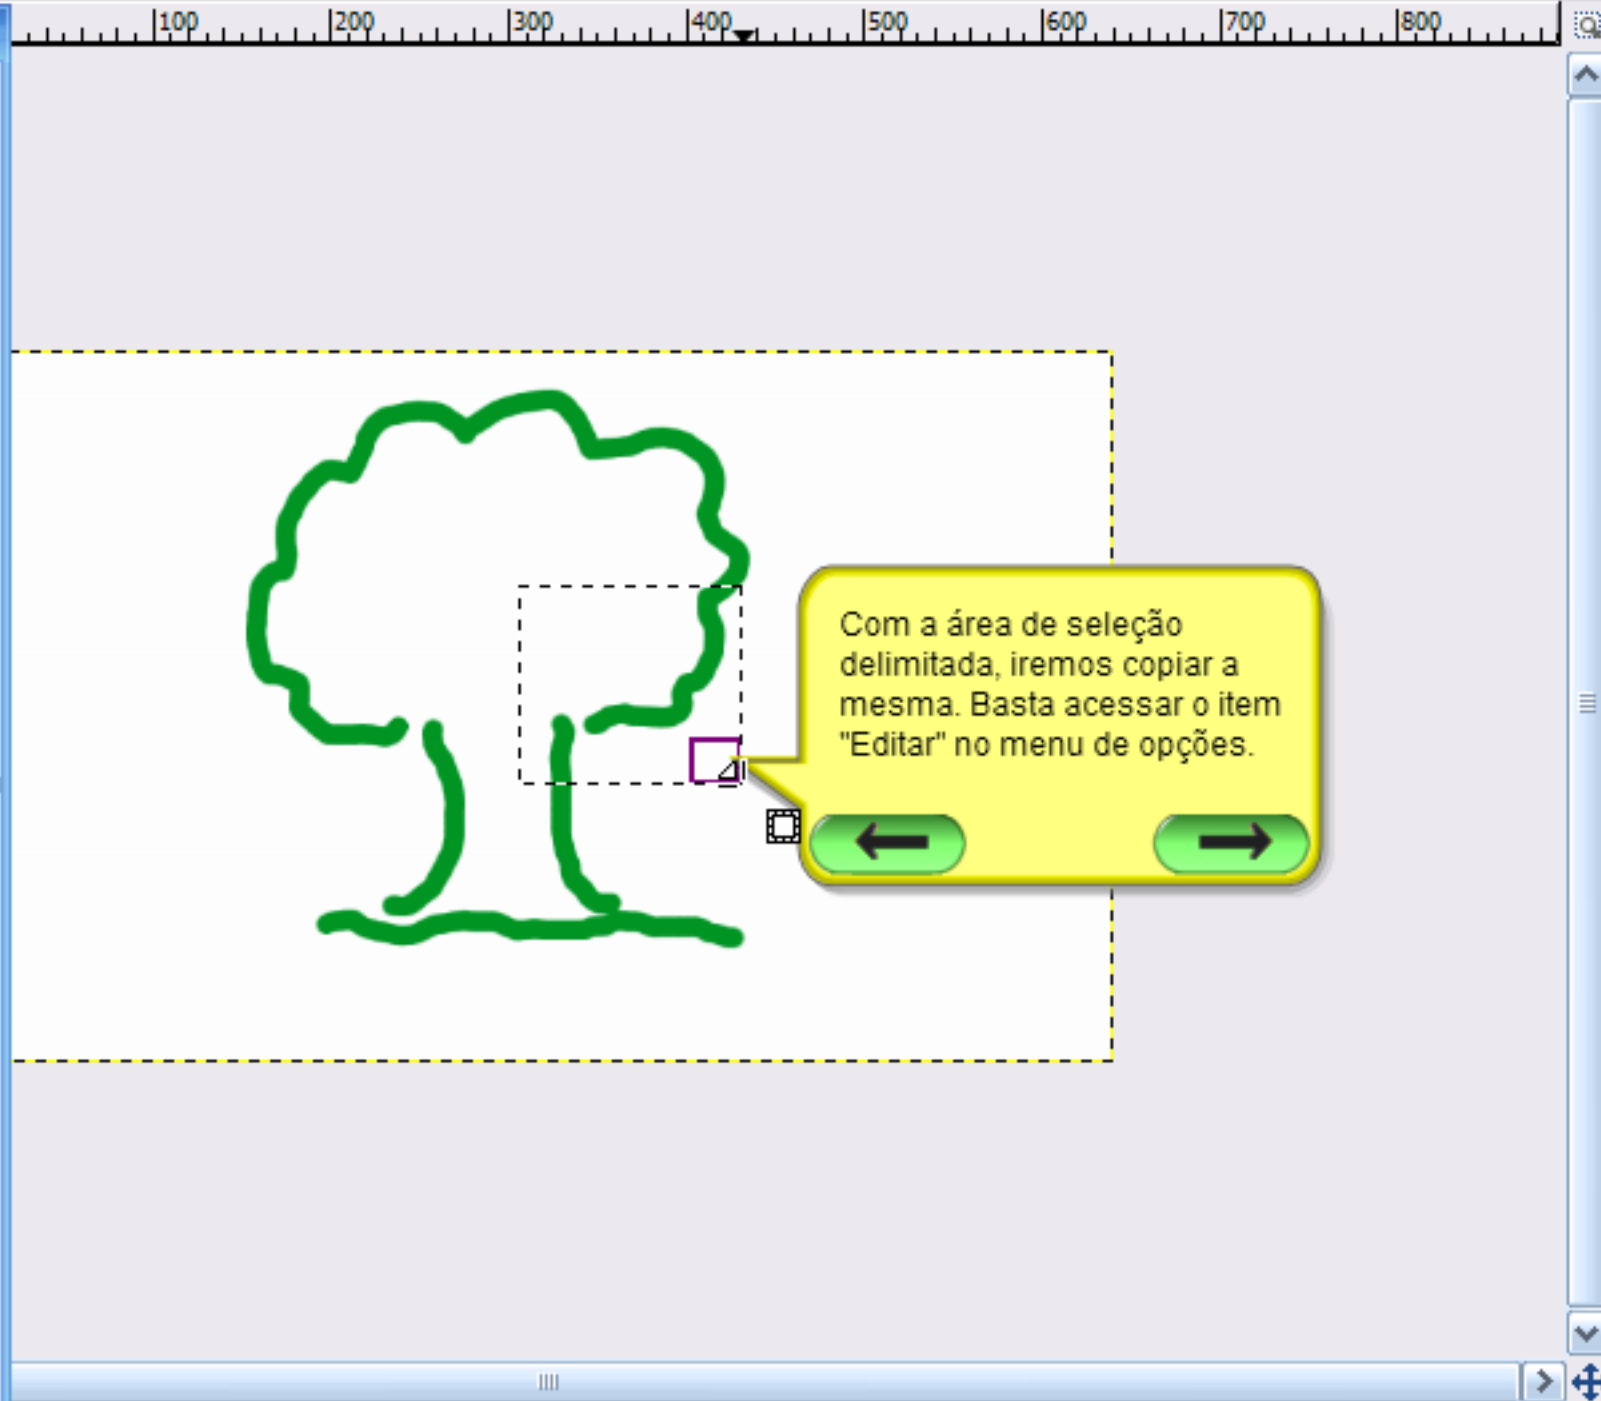 100 200 300 400 500 600 700 800
Com a área de seleção
delimitada, iremos copiar a
mesma. Basta acessar o item
"Editar" no menu de opções.